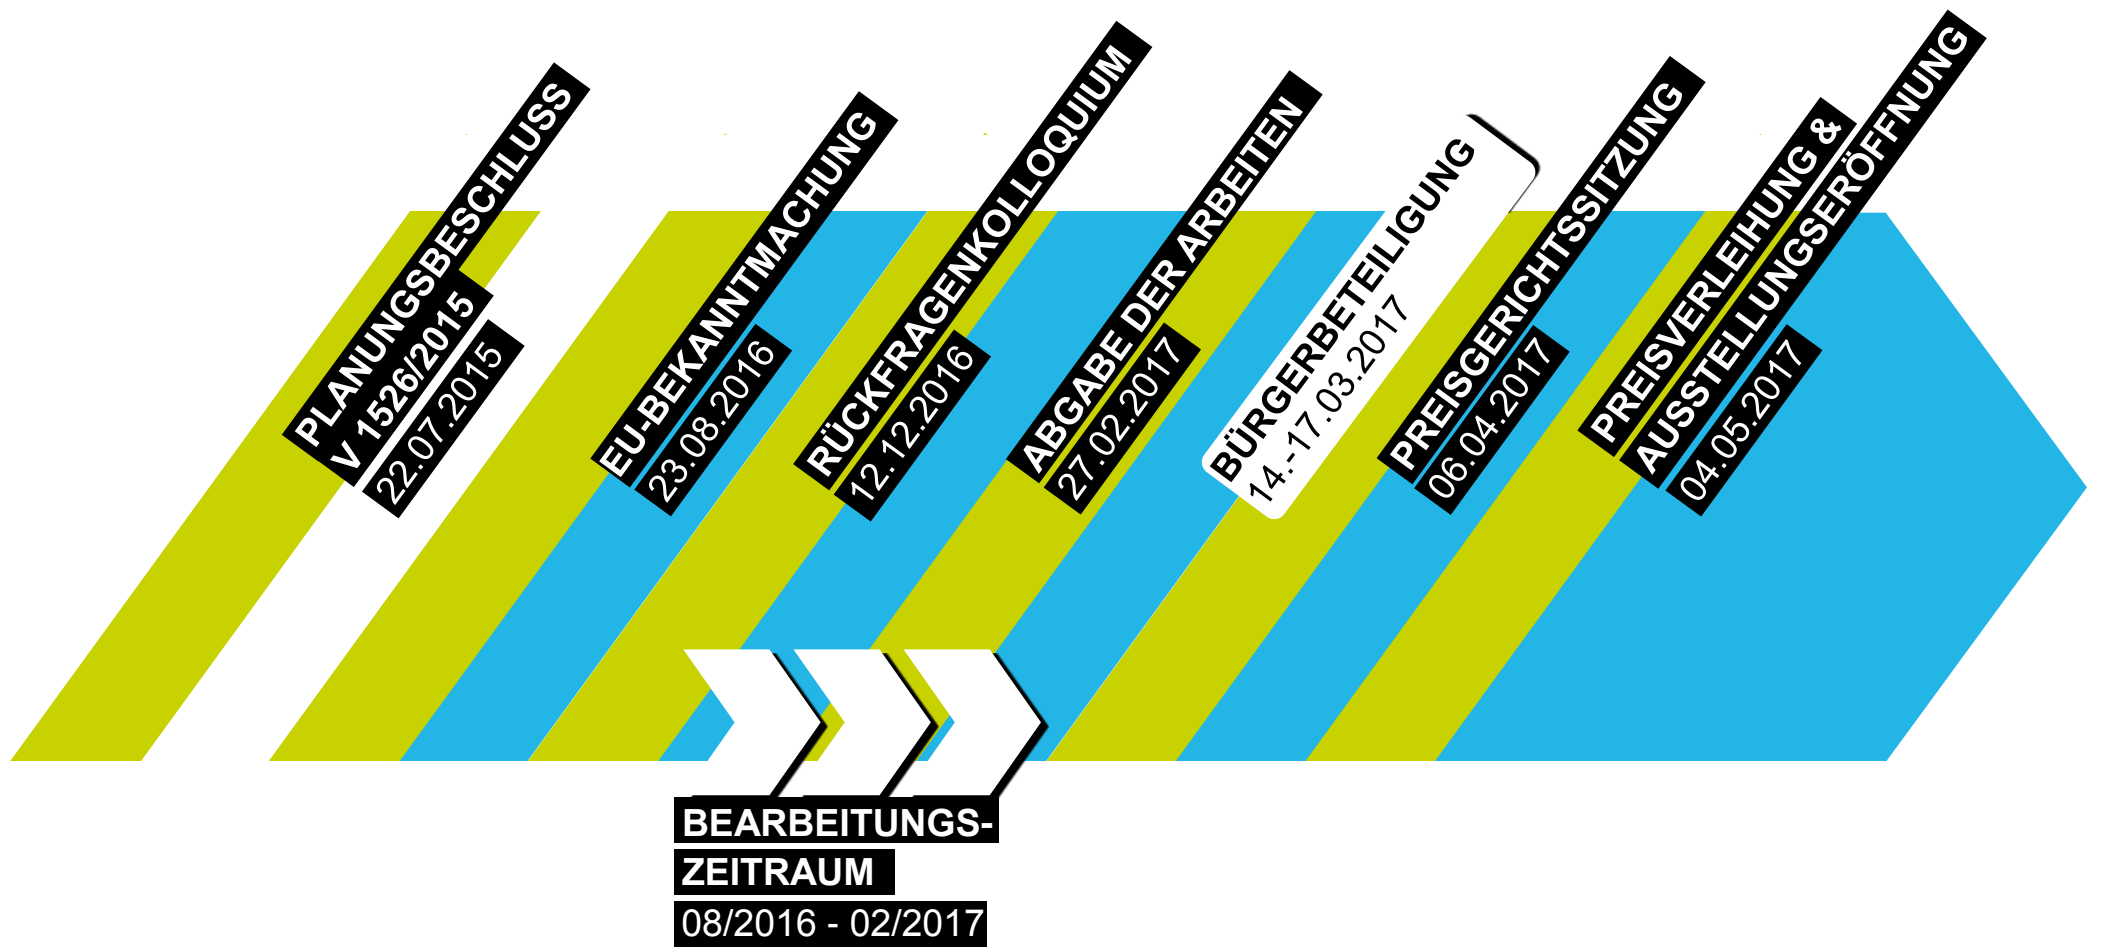 PLANUNGSBESCHLUSS
V 1526/2015
22.07.2015
EU-BEKANNTMACHUNG
23.08.2016
RÜCKFRAGENKOLLOQUIUM
12.12.2016
ABGABE DER ARBEITEN
27.02.2017
BÜRGERBETEILIGUNG
14.-17.03.2017
PREISGERICHTSSITZUNG
06.04.2017
PREISVERLEIHUNG &
AUSSTELLUNGSERÖFFNUNG
04.05.2017
BEARBEITUNGS-
ZEITRAUM
08/2016 - 02/2017